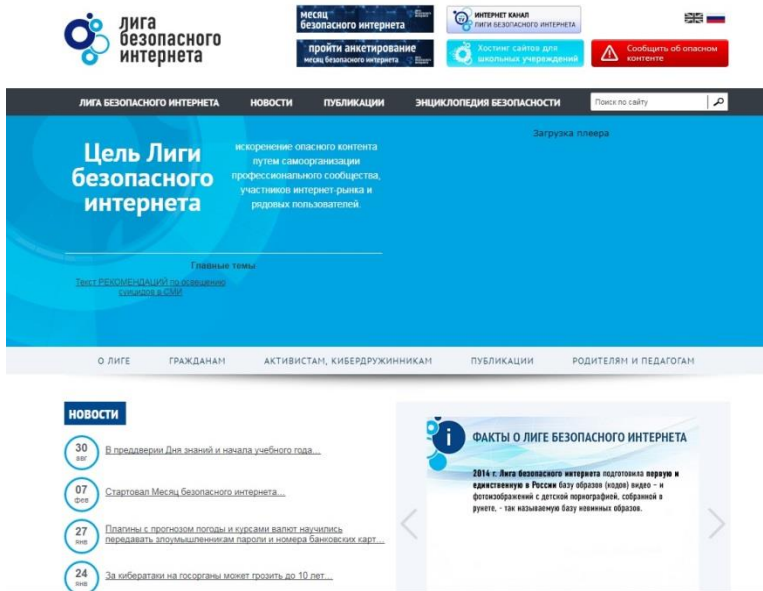 лига
безопасного
интернета
месяц
безопасного интернета
пройти анкетирование
месяц безопасного интернета
ИНТЕРНЕТ КАНАЛ
ЛИГИ БЕЗОПАСНОГО ИНТЕРНЕТА
Хостинг сайтов для
школьных учереждений
Сообщить об опасном
контенте
ЛИГА БЕЗОПАСНОГО ИНТЕРНЕТА НОВОСТИ ПУБЛИКАЦИИ ЭНЦИКЛОПЕДИЯ БЕЗОПАСНОСТИ Поиск по сайту
Цель Лиги
безопасного
интернета
искоренение опасного контента
путем самоорганизации
профессионального сообщества,
участников интернет-рынка и
рядовых пользователей.
Загрузка плеера
Главные темы
Текст РЕКОМЕНДАЦИЙ по освещению
суицидов в СМИ
О ЛИГЕ ГРАЖДАНАМ АКТИВИСТАМ, КИБЕРДРУЖИННИКАМ ПУБЛИКАЦИИ РОДИТЕЛЯМ И ПЕДАГОГАМ
НОВОСТИ
30
авг
В преддверии Дня знаний и начала учебного года...
07
фев
Стартовал Месяц безопасного интернета...
27
янв
Плагины с прогнозом погоды и курсами валют научились
передавать злоумышленникам пароли и номера банковских карт...
24
янв
За кибератаки на госорганы может грозить до 10 лет...
ФАКТЫ О ЛИГЕ БЕЗОПАСНОГО ИНТЕРНЕТА
2014 г. Лига безопасного интернета подготовила первую и
единственную в России базу образов (кодов) видео – и
фотоизображений с детской порнографией, собранной в
рунете, - так называемую базу невинных образов.